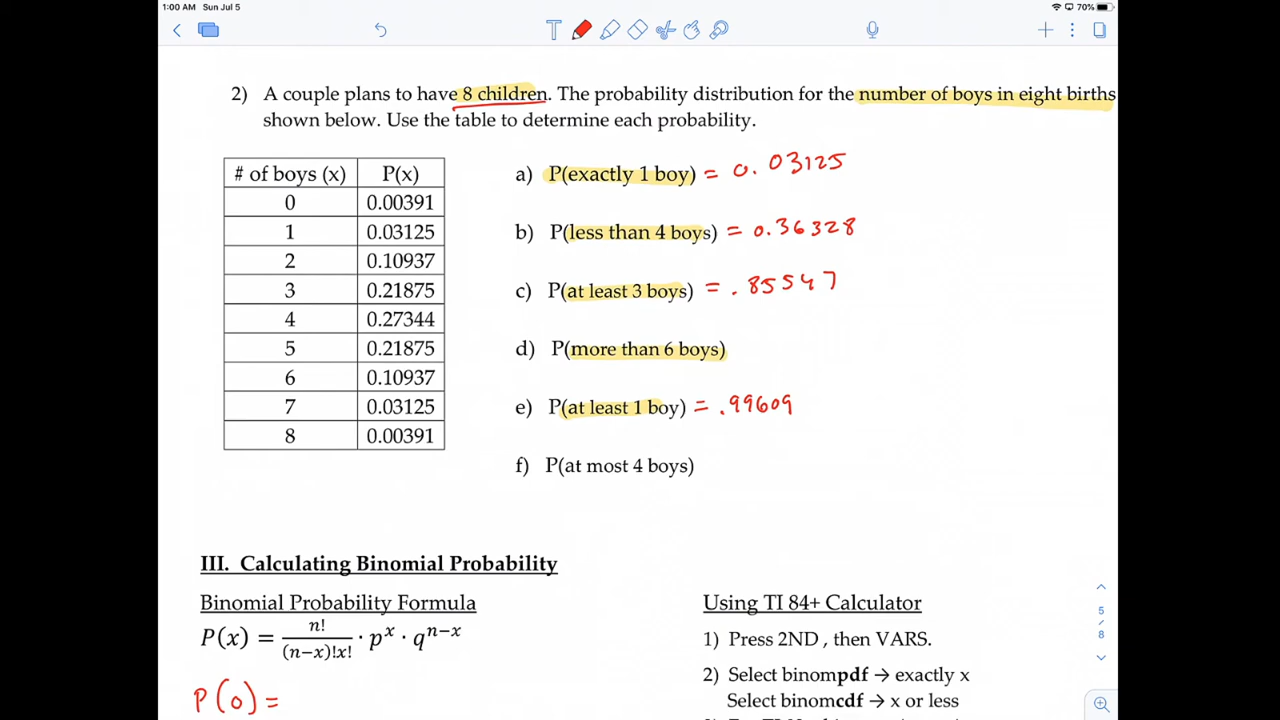 1:00 AM Sun Jul 5
70%
2) A couple plans to have 8 children. The probability distribution for the number of boys in eight births
shown below. Use the table to determine each probability.
# of boys (x) P(x)
0 0.00391
1 0.03125
2 0.10937
3 0.21875
4 0.27344
5 0.21875
6 0.10937
7 0.03125
8 0.00391
a) P(exactly 1 boy) = 0.03125
b) P(less than 4 boys) = 0.36328
c) P(at least 3 boys) = .85547
d) P(more than 6 boys)
e) P(at least 1 boy) = .99609
f) P(at most 4 boys)
III. Calculating Binomial Probability
Binomial Probability Formula
P(x) = n!/((n−x)!x!) · p^x · q^(n−x)
P(0) =
Using TI 84+ Calculator
1) Press 2ND , then VARS.
2) Select binompdf → exactly x
Select binomcdf → x or less
5
/
8